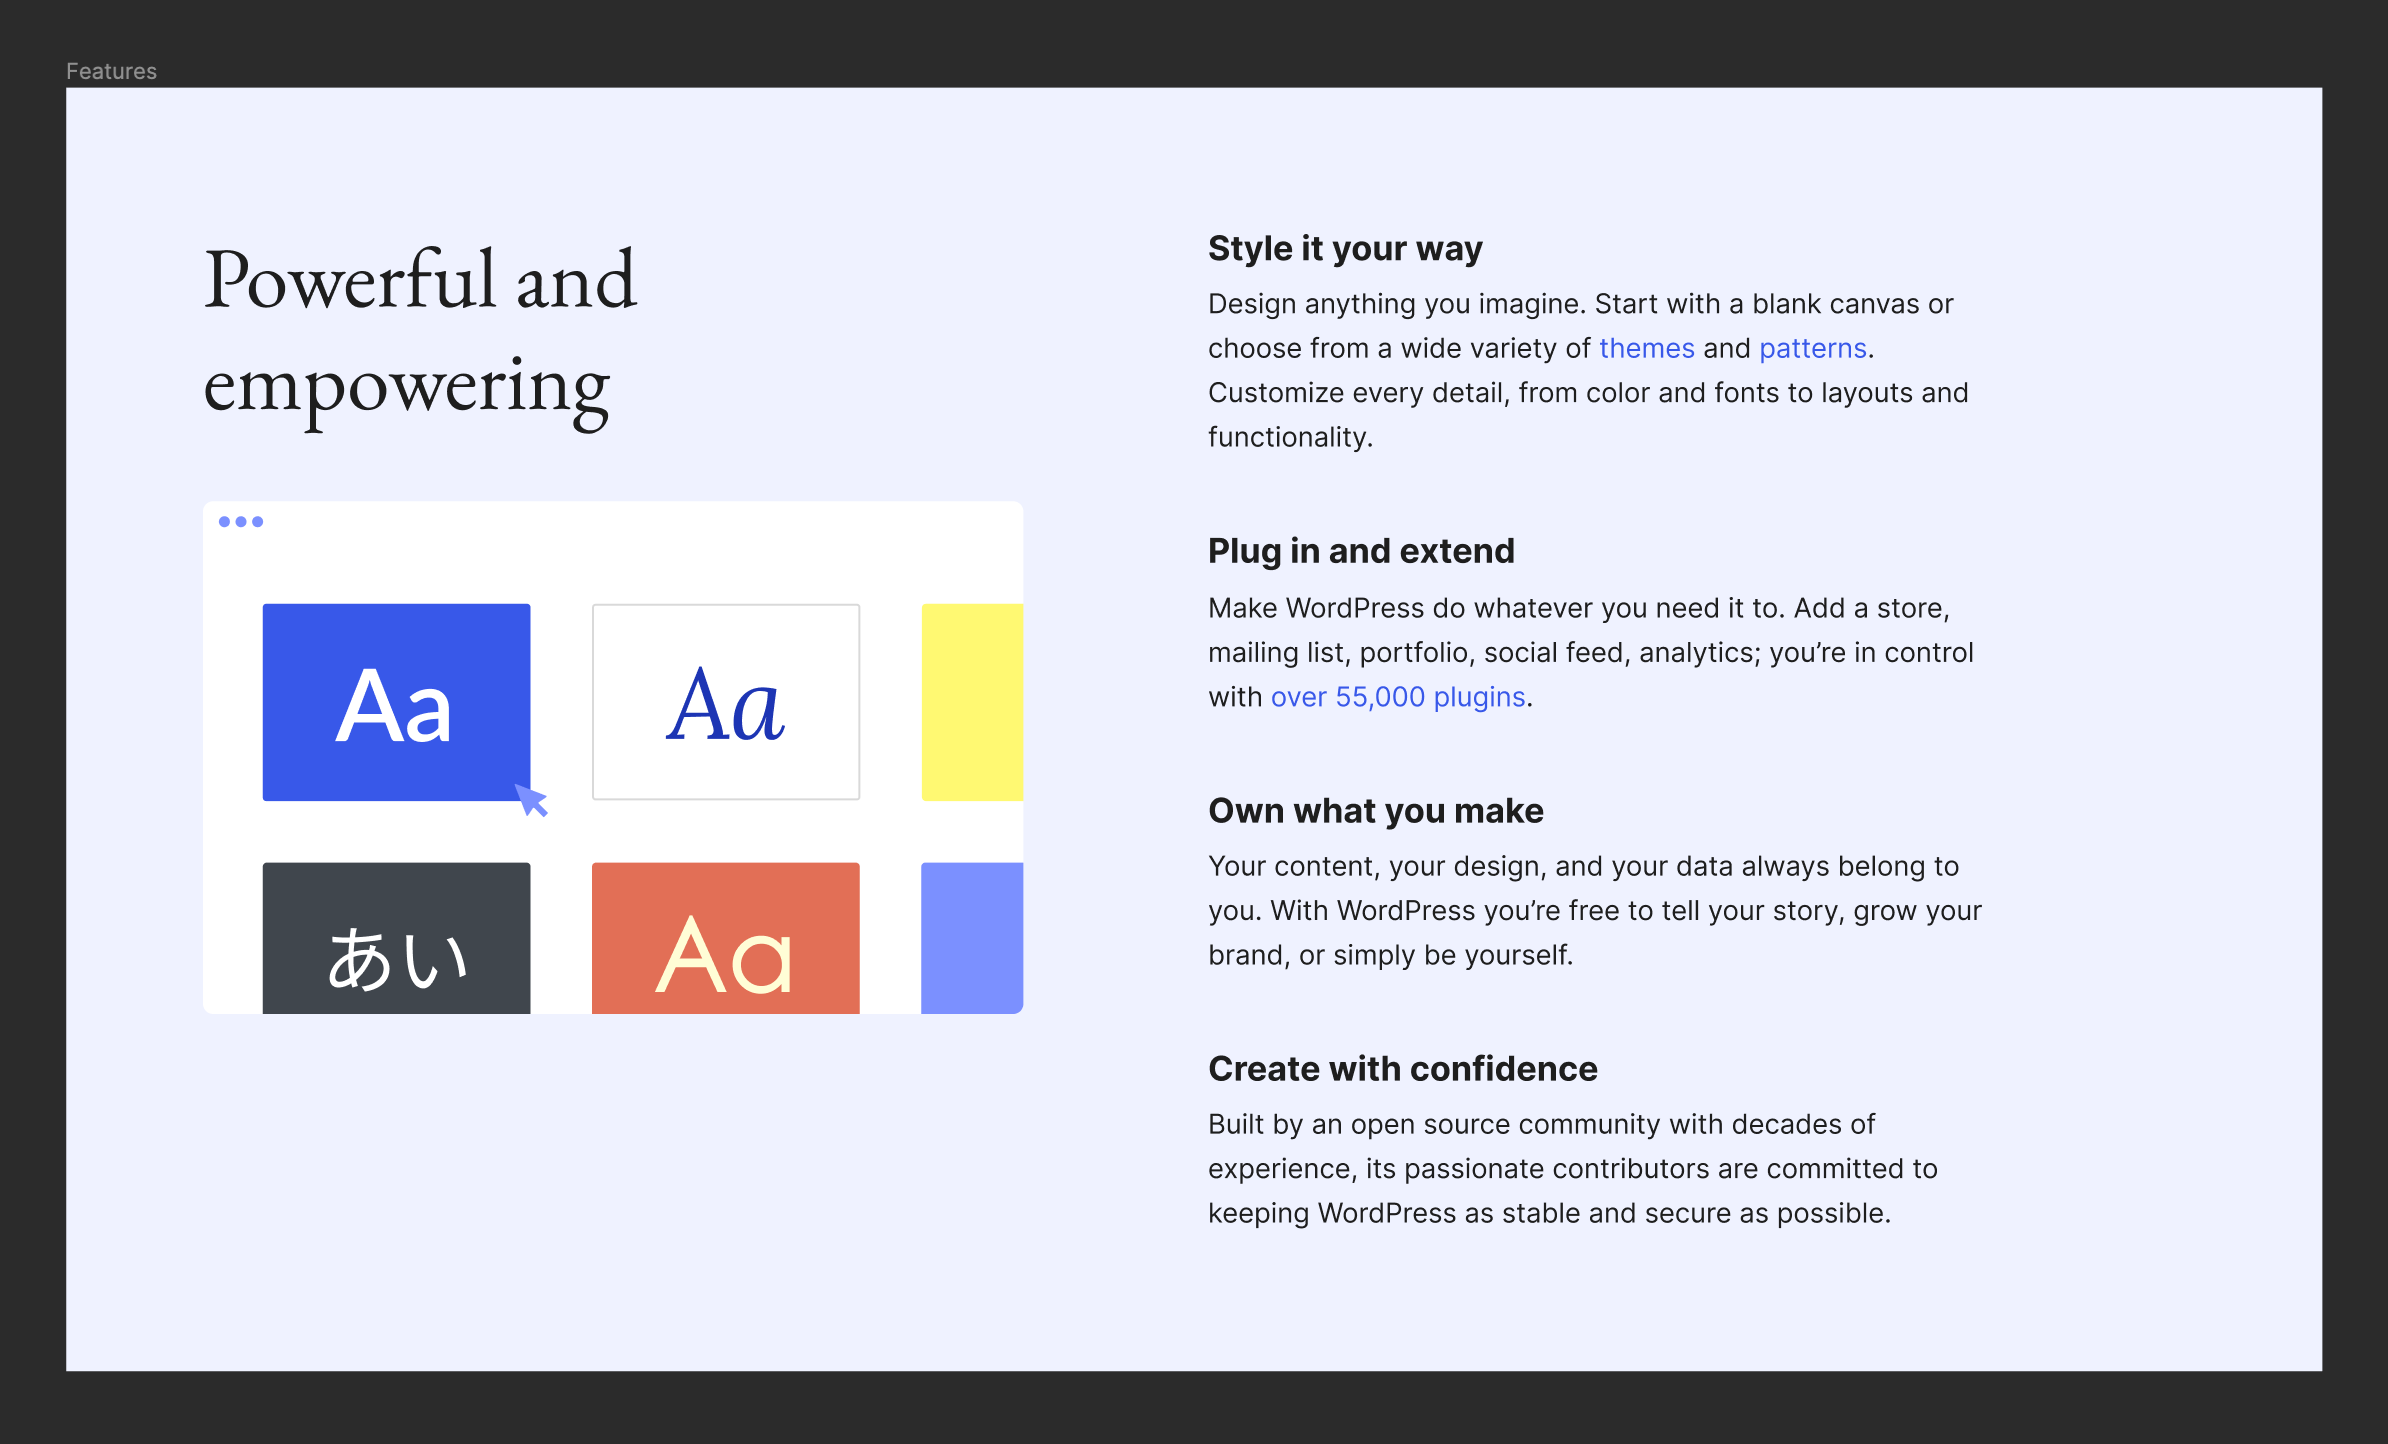 Features
Powerful and
empowering
Aa
Aa
あい
Aa
Style it your way
Design anything you imagine. Start with a blank canvas or
choose from a wide variety of themes and patterns.
Customize every detail, from color and fonts to layouts and
functionality.
Plug in and extend
Make WordPress do whatever you need it to. Add a store,
mailing list, portfolio, social feed, analytics; you’re in control
with over 55,000 plugins.
Own what you make
Your content, your design, and your data always belong to
you. With WordPress you’re free to tell your story, grow your
brand, or simply be yourself.
Create with confidence
Built by an open source community with decades of
experience, its passionate contributors are committed to
keeping WordPress as stable and secure as possible.